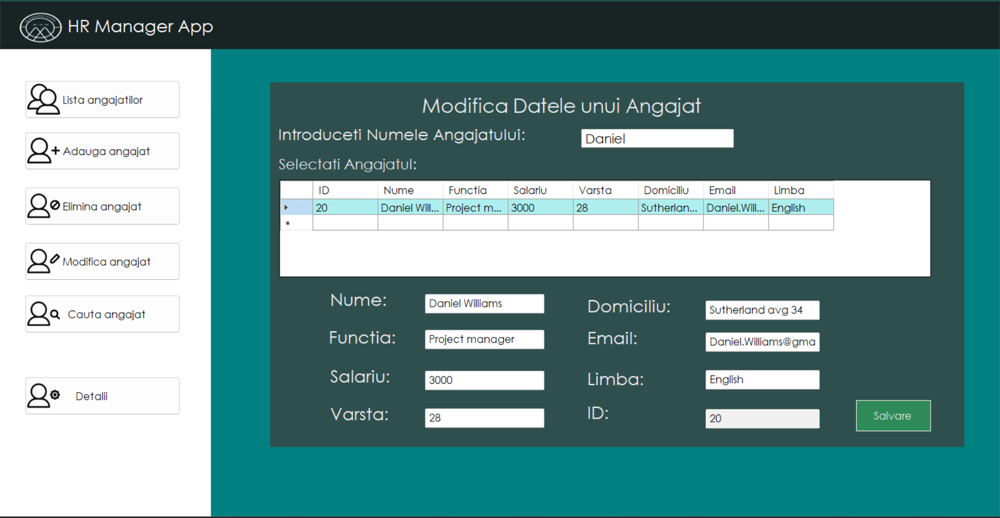 HR Manager App
Lista angajatilor
Adauga angajat
Elimina angajat
Modifica angajat
Cauta angajat
Detalii
Modifica Datele unui Angajat
Introduceti Numele Angajatului: Daniel
Selectati Angajatul:
ID Nume Functia Salariu Varsta Domiciliu Email Limba
20 Daniel Will... Project m... 3000 28 Sutherlan... Daniel.Will... English
Nume: Daniel Williams Domiciliu: Sutherland avg 34
Functia: Project manager Email: Daniel.Williams@gma
Salariu: 3000 Limba: English
Varsta: 28 ID: 20
Salvare